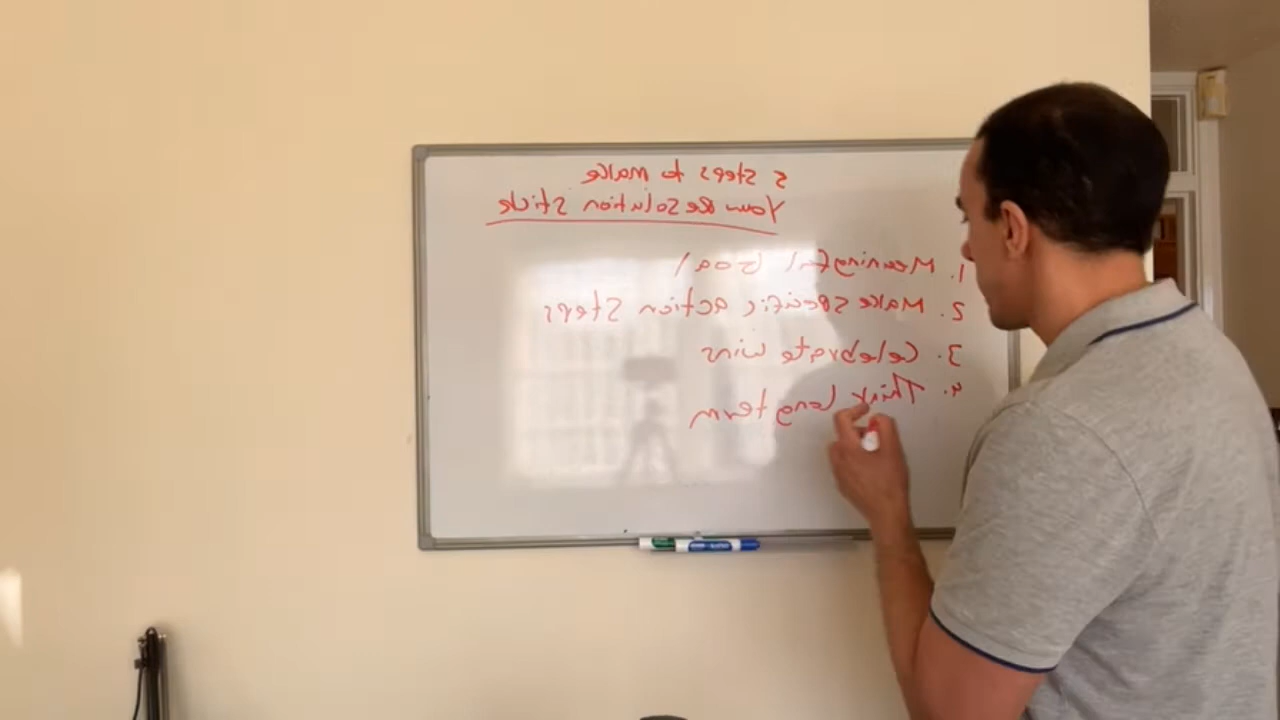 5 Steps to make
Your Resolution Stick
1. Meaningful Goal
2. Make specific, action Steps
3. Celebrate wins
4. Think Long term